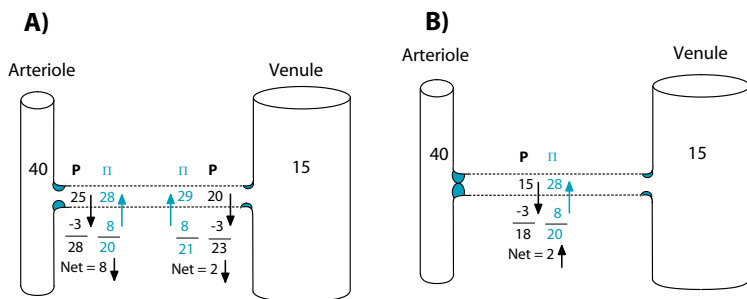 A)
Arteriole
Venule
40
P
Π
Π
P
15
25
28
29
20
-3
8
8
-3
28
20
21
23
Net = 8
Net = 2
B)
Arteriole
Venule
40
P
Π
15
15
28
-3
8
18
20
Net = 2